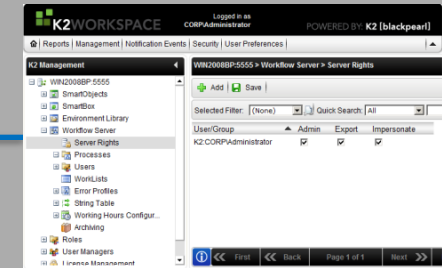 K2WORKSPACE
Logged in as
CORP\Administrator
POWERED BY: K2 [blackpearl]
Reports | Management | Notification Events | Security | User Preferences |
K2 Management
WIN2008BP:5555 > Workflow Server > Server Rights
WIN2008BP:5555
SmartObjects
SmartBox
Environment Library
Workflow Server
Server Rights
Processes
Users
WorkLists
Error Profiles
String Table
Working Hours Configur...
Archiving
Roles
User Managers
License Management
Add | Save |
Selected Filter: (None) Quick Search: All
User/Group Admin Export Impersonate
K2:CORP\Administrator
First Back Page 1 of 1 Next